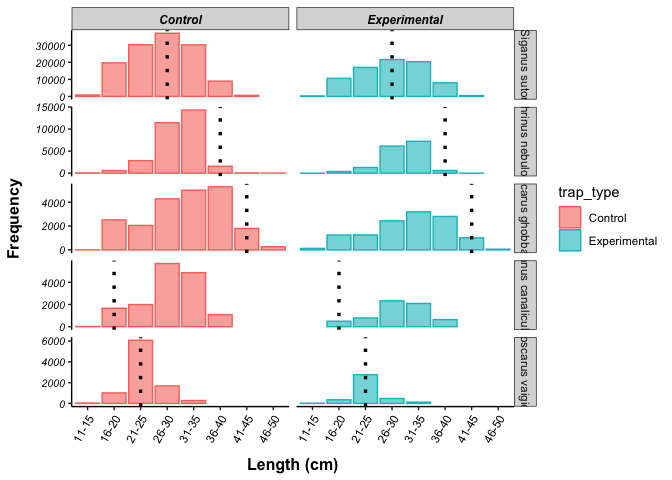 Control
Experimental
Frequency
30000
20000
10000
0
Siganus sutor
15000
10000
5000
0
hrinus nebulo
4000
2000
0
carus ghobb
4000
2000
0
nus canalicul
6000
4000
2000
0
oscarus vaigie
11-15 16-20 21-25 26-30 31-35 36-40 41-45 46-50
11-15 16-20 21-25 26-30 31-35 36-40 41-45 46-50
Length (cm)
trap_type
Control
Experimental